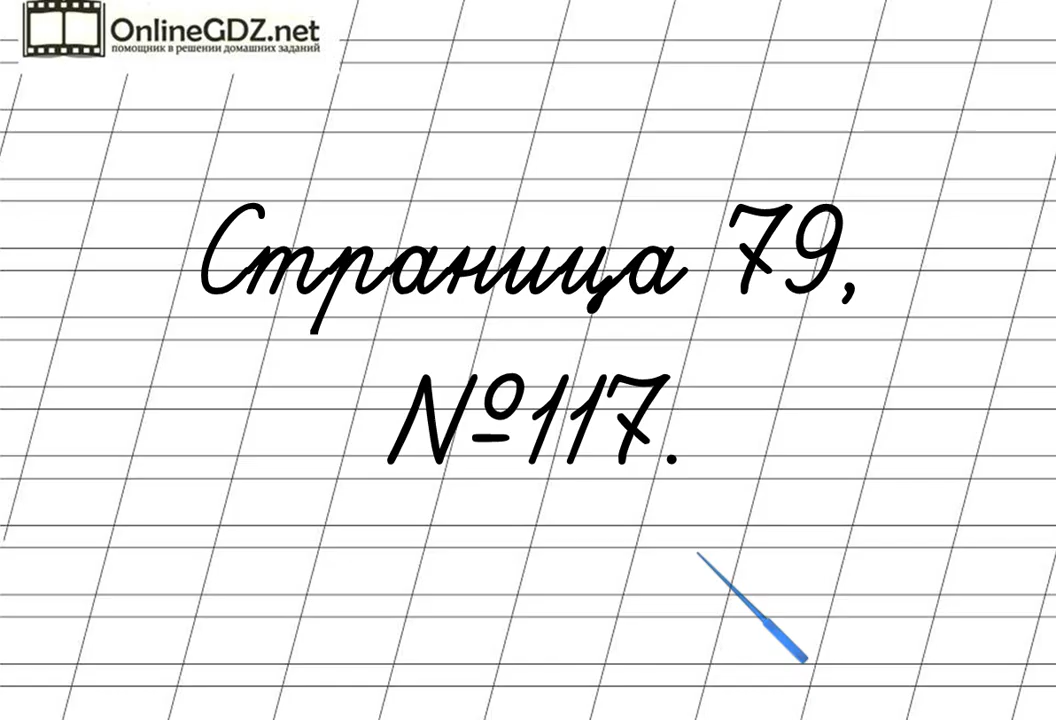 OnlineGDZ.net
помощник в решении домашних заданий
Страница 79,
№117.